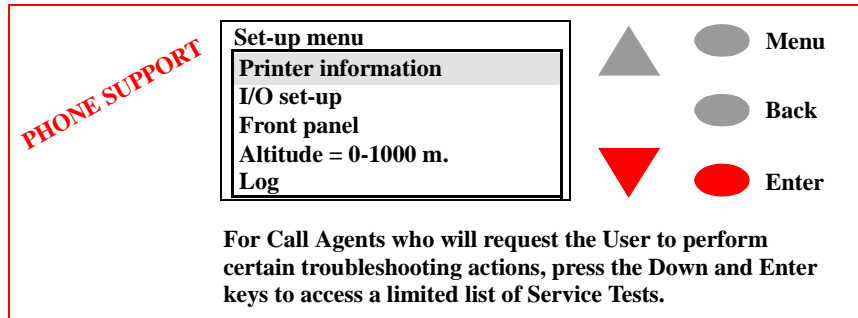 PHONE SUPPORT
Set-up menu
Printer information
I/O set-up
Front panel
Altitude = 0-1000 m.
Log
Menu
Back
Enter
For Call Agents who will request the User to perform
certain troubleshooting actions, press the Down and Enter
keys to access a limited list of Service Tests.